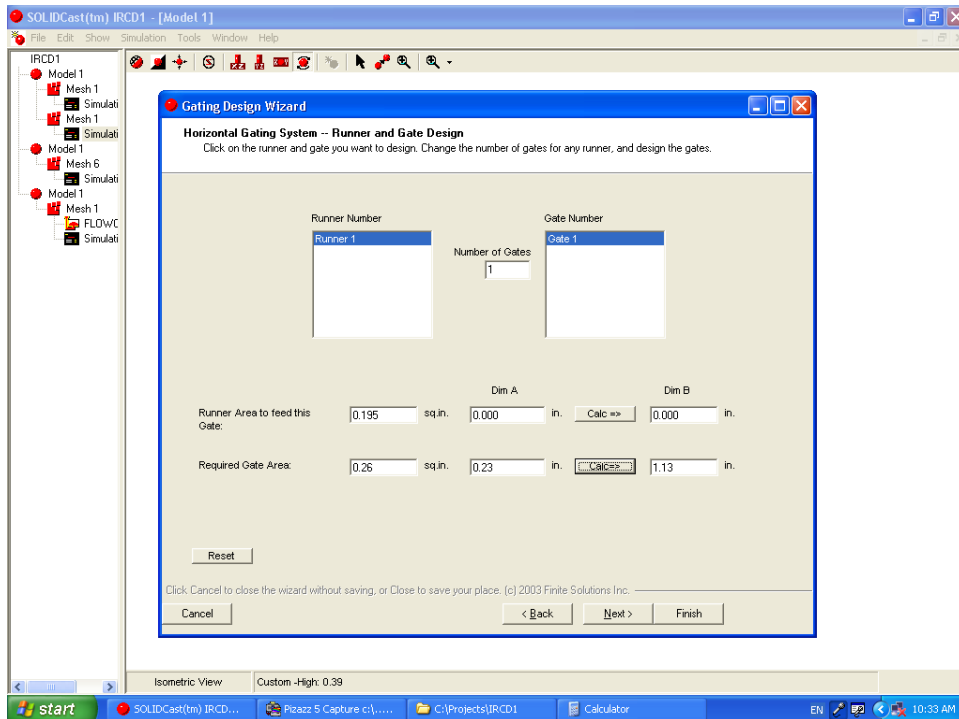 SOLIDCast(tm) IRCD1 - [Model 1]
File Edit Show Simulation Tools Window Help
IRCD1
Model 1
Mesh 1
Simulati
Mesh 1
Simulati
Model 1
Mesh 6
Simulati
Model 1
Mesh 1
FLOWC
Simulati
Gating Design Wizard
Horizontal Gating System -- Runner and Gate Design
Click on the runner and gate you want to design. Change the number of gates for any runner, and design the gates.
Runner Number
Gate Number
Runner 1
Number of Gates
1
Gate 1
Dim A
Dim B
Runner Area to feed this Gate:
0.195 sq.in. 0.000 in. Calc => 0.000 in.
Required Gate Area: 0.26 sq.in. 0.23 in. Calc=> 1.13 in.
Reset
Click Cancel to close the wizard without saving, or Close to save your place. (c) 2003 Finite Solutions Inc.
Cancel < Back Next > Finish
Isometric View Custom -High: 0.39
start SOLIDCast(tm) IRCD... Pizazz 5 Capture c:\..... C:\Projects\IRCD1 Calculator EN 10:33 AM